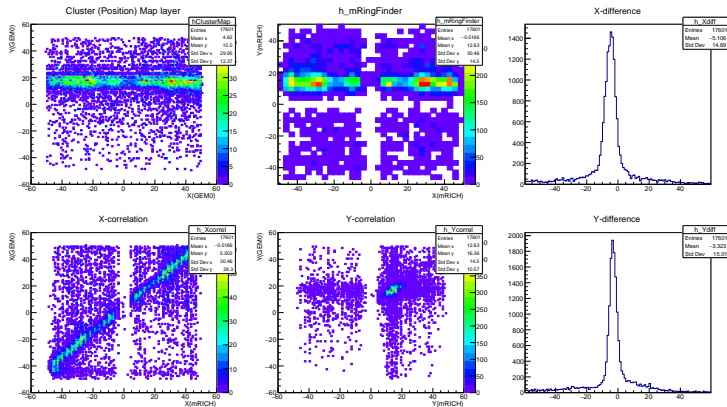 Cluster (Position) Map layer
hClusterMap
Entries 17601
Mean x 4.62
Mean y 15.5
Std Dev x 29.95
Std Dev y 12.37
Y(GEM0)
X(GEM0)
h_mRingFinder
h_mRingFinder
Entries 17601
Mean x -0.5166
Mean y 12.63
Std Dev x 30.46
Std Dev y 14.5
Y(mRICH)
X(mRICH)
X-difference
h_Xdiff
Entries 17601
Mean -5.106
Std Dev 14.89
X-correlation
h_Xcorrel
Entries 17601
Mean x -0.5166
Mean y 5.502
Std Dev x 30.46
Std Dev y 29.3
X(GEM0)
X(mRICH)
Y-correlation
h_Ycorrel
Entries 17601
Mean x 12.63
Mean y 16.36
Std Dev x 14.5
Std Dev y 10.57
Y(GEM0)
Y(mRICH)
Y-difference
h_Ydiff
Entries 17601
Mean -3.323
Std Dev 15.01